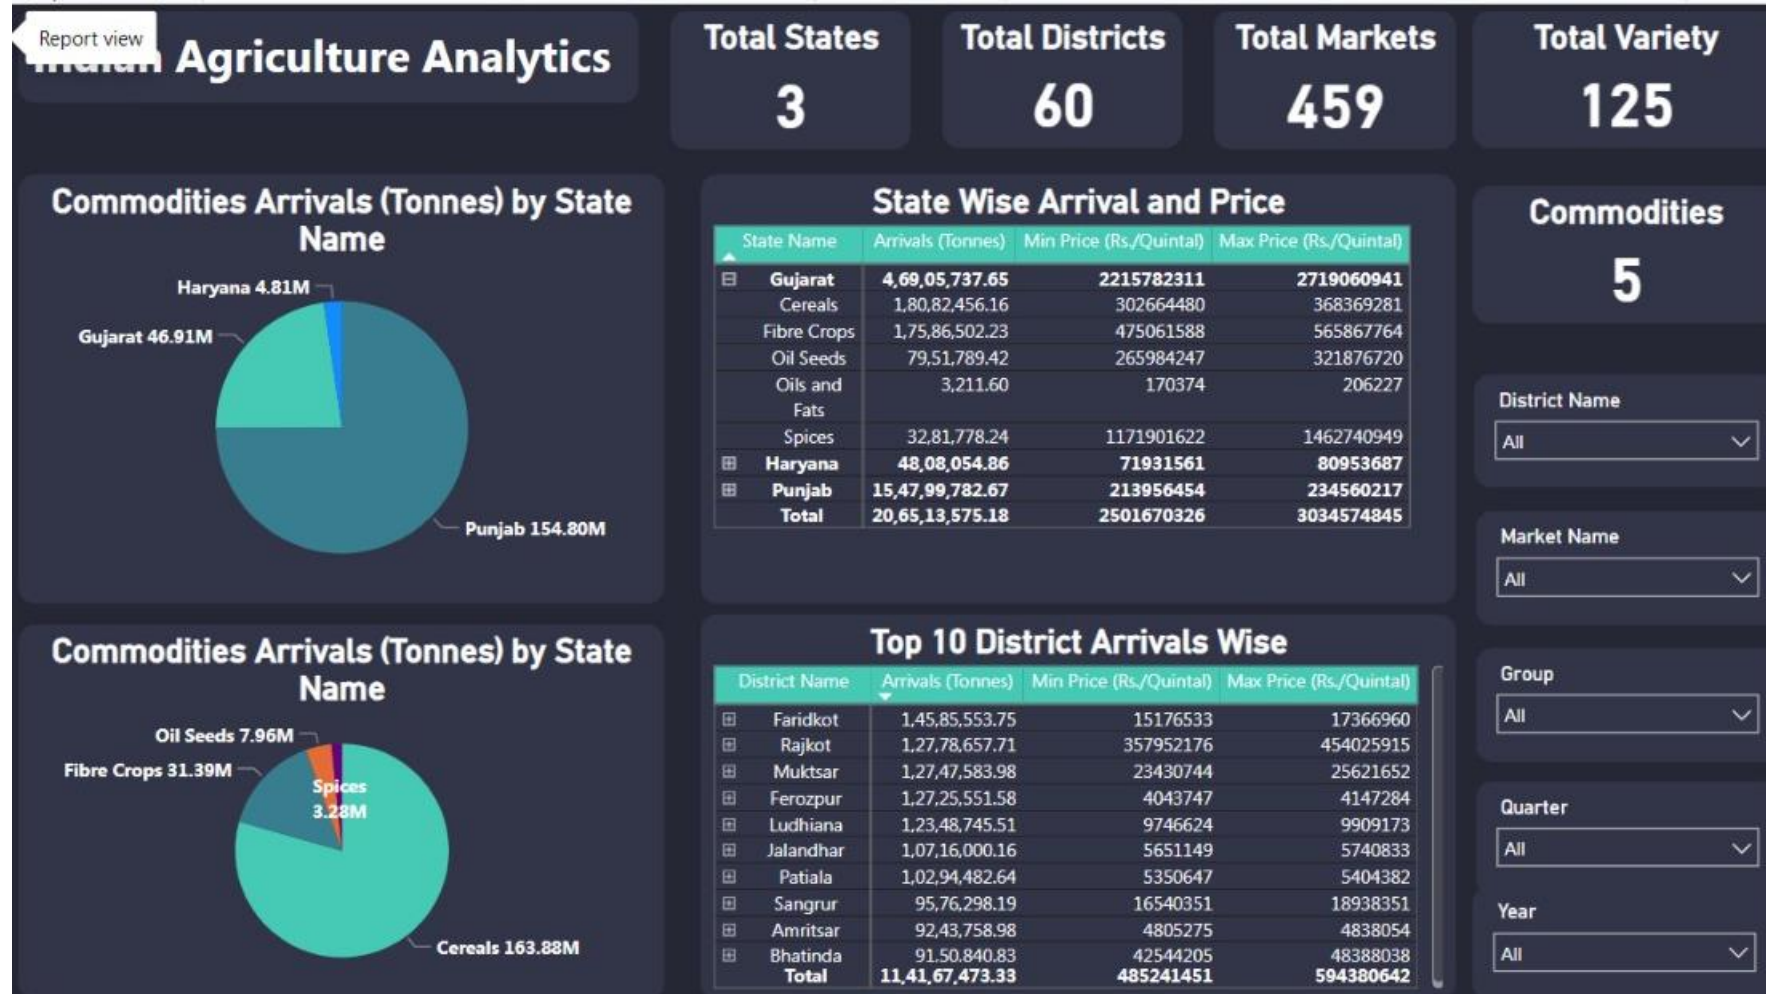 Report view
Agriculture Analytics
Total States
3
Total Districts
60
Total Markets
459
Total Variety
125
Commodities Arrivals (Tonnes) by State
Name
Haryana 4.81M
Gujarat 46.91M
Punjab 154.80M
State Wise Arrival and Price
State Name Arrivals (Tonnes) Min Price (Rs./Quintal) Max Price (Rs./Quintal)
Gujarat 4,69,05,737.65 2215782311 2719060941
Cereals 1,80,82,456.16 302664480 368369281
Fibre Crops 1,75,86,502.23 475061588 565867764
Oil Seeds 79,51,789.42 265984247 321876720
Oils and 3,211.60 170374 206227
Fats
Spices 32,81,778.24 1171901622 1462740949
Haryana 48,08,054.86 71931561 80953687
Punjab 15,47,99,782.67 213956454 234560217
Total 20,65,13,575.18 2501670326 3034574845
Commodities
5
District Name
All
Market Name
All
Commodities Arrivals (Tonnes) by State
Name
Oil Seeds 7.96M
Fibre Crops 31.39M
Spices
3.28M
Cereals 163.88M
Top 10 District Arrivals Wise
District Name Arrivals (Tonnes) Min Price (Rs./Quintal) Max Price (Rs./Quintal)
Faridkot 1,45,85,553.75 15176533 17366960
Rajkot 1,27,78,657.71 357952176 454025915
Muktsar 1,27,47,583.98 23430744 25621652
Ferozpur 1,27,25,551.58 4043747 4147284
Ludhiana 1,23,48,745.51 9746624 9909173
Jalandhar 1,07,16,000.16 5651149 5740833
Patiala 1,02,94,482.64 5350647 5404382
Sangrur 95,76,298.19 16540351 18938351
Amritsar 92,43,758.98 4805275 4838054
Bhatinda 91,50,840.83 42544205 48388038
Total 11,41,67,473.33 485241451 594380642
Group
All
Quarter
All
Year
All